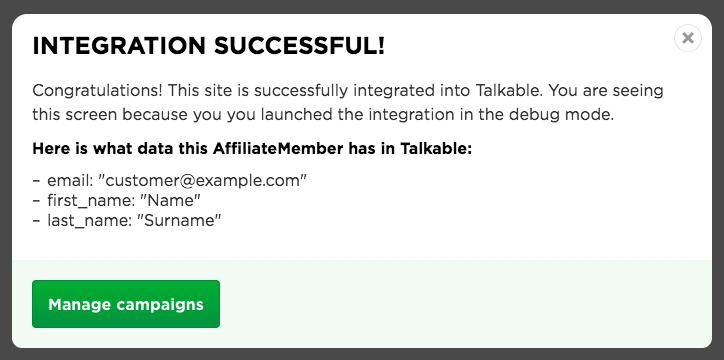 INTEGRATION SUCCESSFUL!
Congratulations! This site is successfully integrated into Talkable. You are seeing
this screen because you you launched the integration in the debug mode.
Here is what data this AffiliateMember has in Talkable:
– email: "customer@example.com"
– first_name: "Name"
– last_name: "Surname"
Manage campaigns